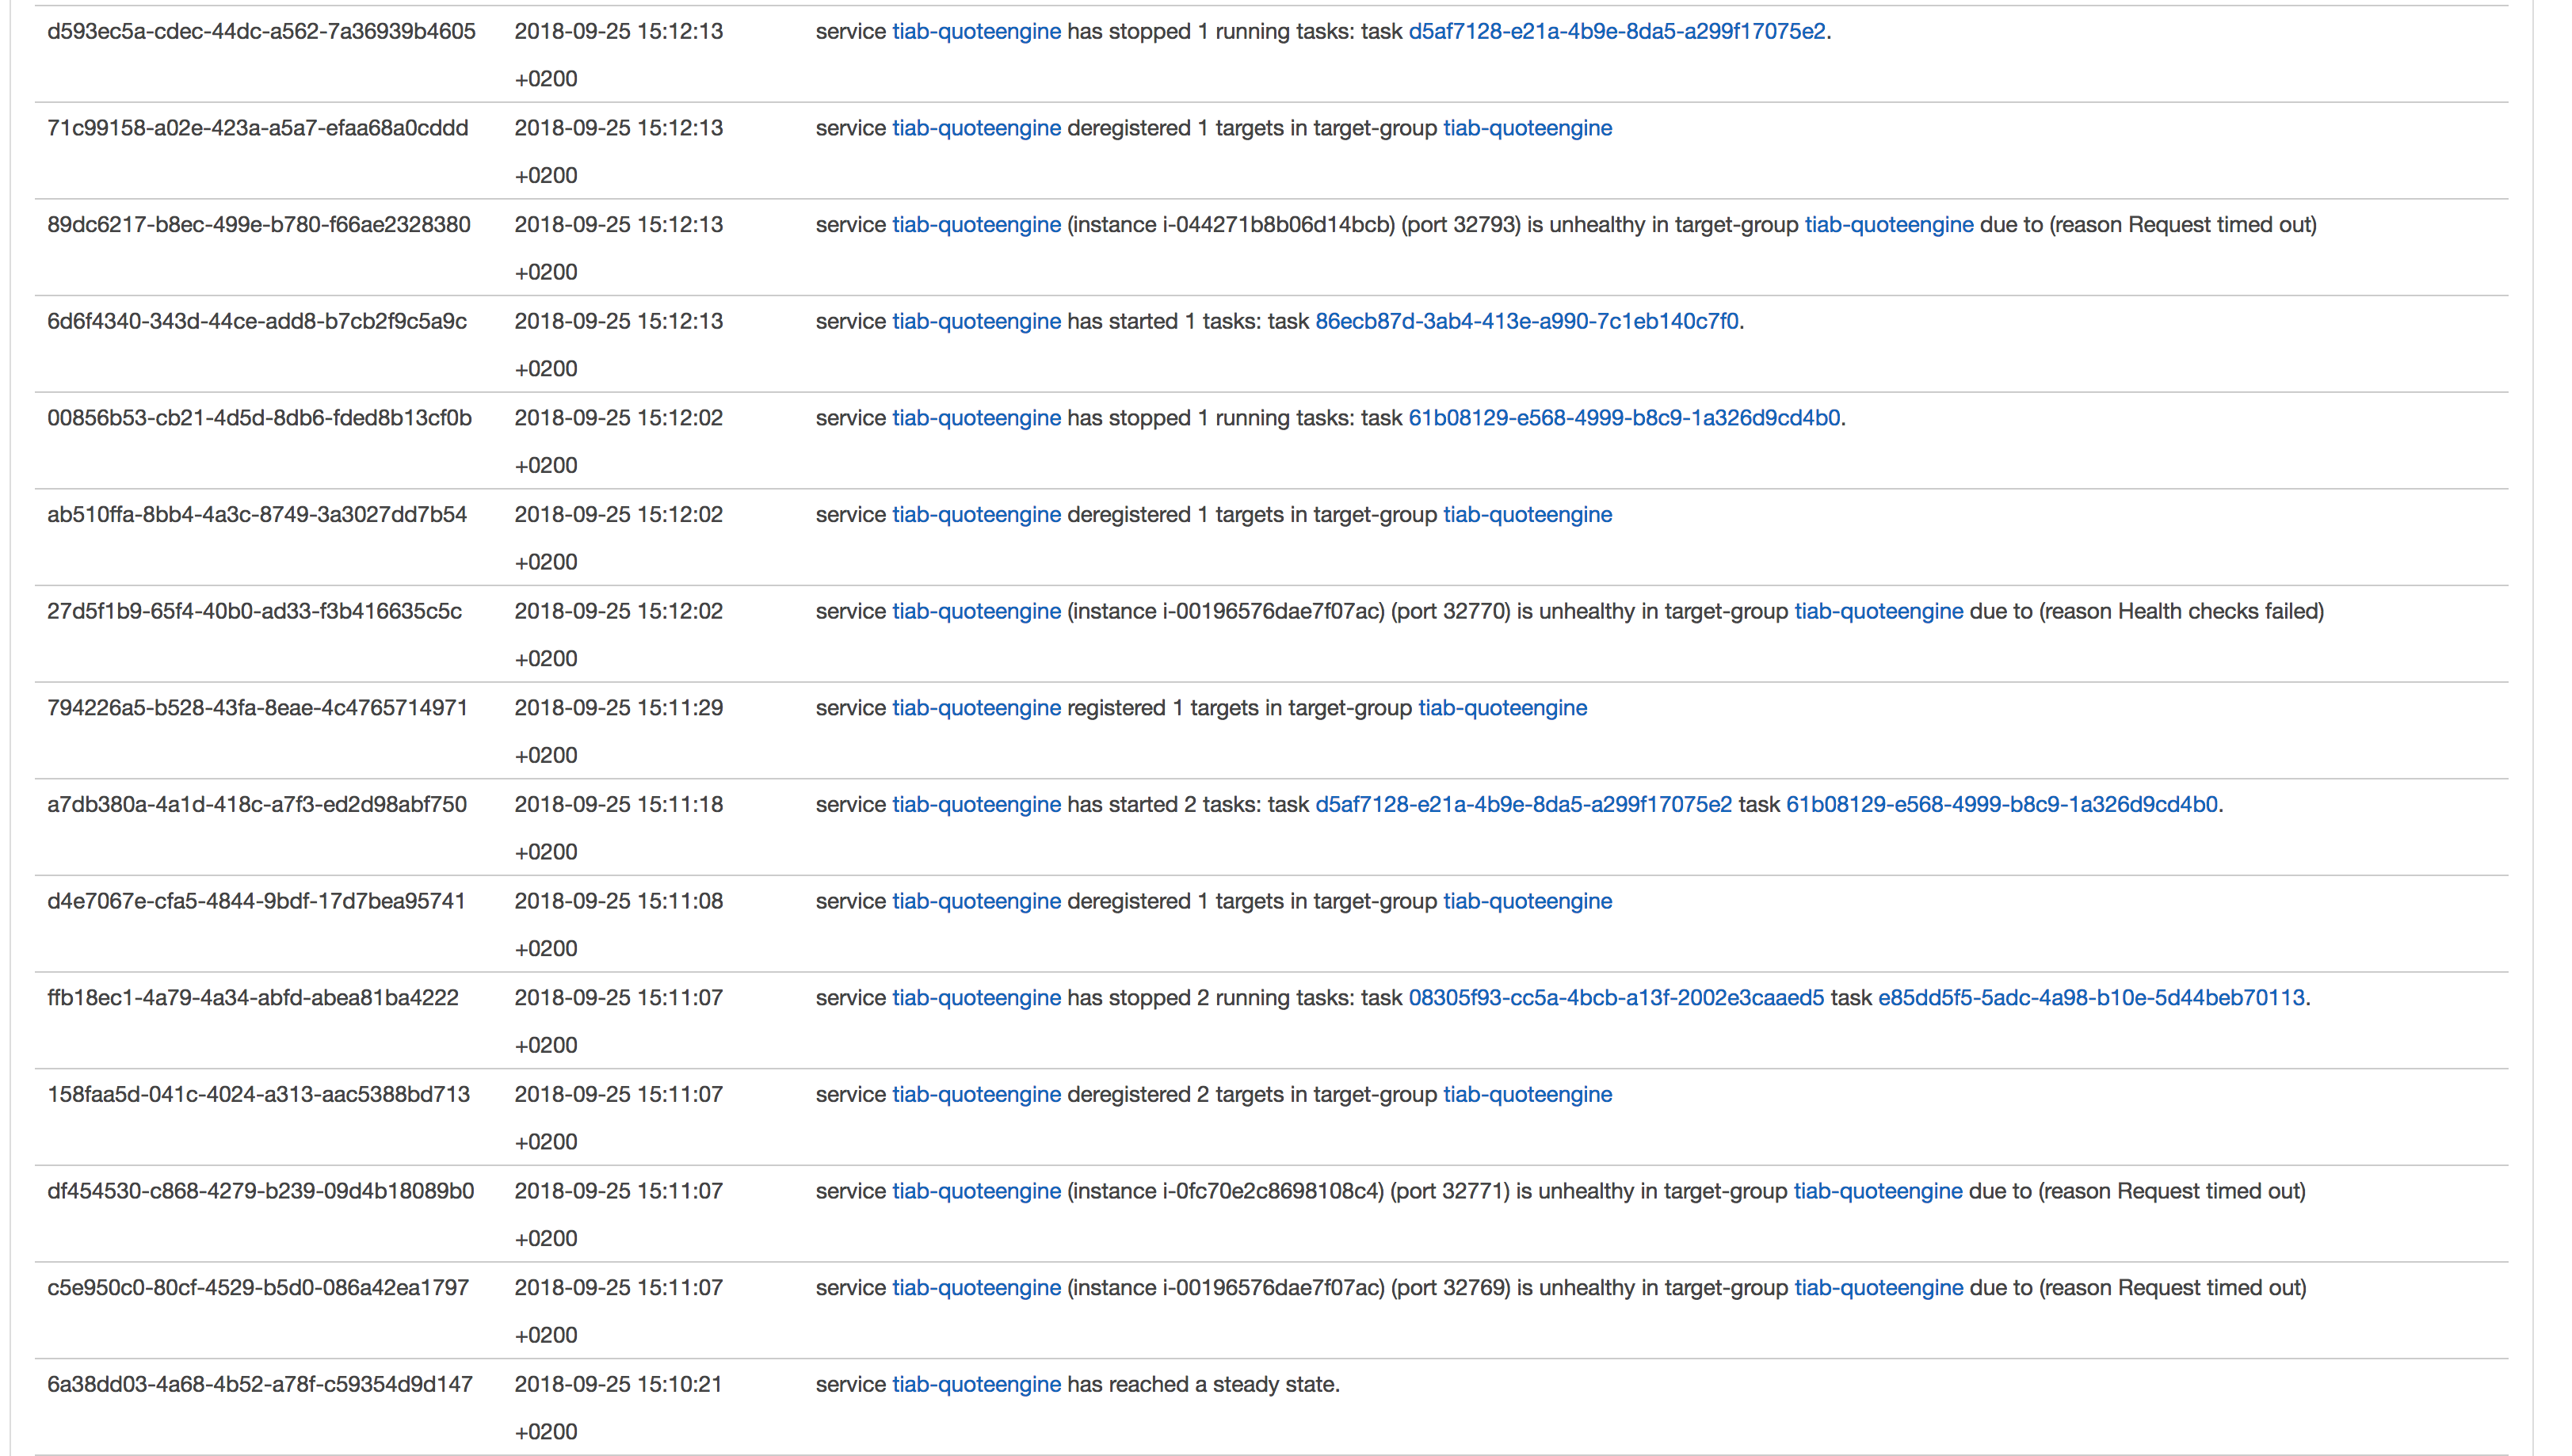 d593ec5a-cdec-44dc-a562-7a36939b4605 2018-09-25 15:12:13 service tiab-quoteengine has stopped 1 running tasks: task d5af7128-e21a-4b9e-8da5-a299f17075e2.
+0200
71c99158-a02e-423a-a5a7-efaa68a0cddd 2018-09-25 15:12:13 service tiab-quoteengine deregistered 1 targets in target-group tiab-quoteengine
+0200
89dc6217-b8ec-499e-b780-f66ae2328380 2018-09-25 15:12:13 service tiab-quoteengine (instance i-044271b8b06d14bcb) (port 32793) is unhealthy in target-group tiab-quoteengine due to (reason Request timed out)
+0200
6d6f4340-343d-44ce-add8-b7cb2f9c5a9c 2018-09-25 15:12:13 service tiab-quoteengine has started 1 tasks: task 86ecb87d-3ab4-413e-a990-7c1eb140c7f0.
+0200
00856b53-cb21-4d5d-8db6-fded8b13cf0b 2018-09-25 15:12:02 service tiab-quoteengine has stopped 1 running tasks: task 61b08129-e568-4999-b8c9-1a326d9cd4b0.
+0200
ab510ffa-8bb4-4a3c-8749-3a3027dd7b54 2018-09-25 15:12:02 service tiab-quoteengine deregistered 1 targets in target-group tiab-quoteengine
+0200
27d5f1b9-65f4-40b0-ad33-f3b416635c5c 2018-09-25 15:12:02 service tiab-quoteengine (instance i-00196576dae7f07ac) (port 32770) is unhealthy in target-group tiab-quoteengine due to (reason Health checks failed)
+0200
794226a5-b528-43fa-8eae-4c4765714971 2018-09-25 15:11:29 service tiab-quoteengine registered 1 targets in target-group tiab-quoteengine
+0200
a7db380a-4a1d-418c-a7f3-ed2d98abf750 2018-09-25 15:11:18 service tiab-quoteengine has started 2 tasks: task d5af7128-e21a-4b9e-8da5-a299f17075e2 task 61b08129-e568-4999-b8c9-1a326d9cd4b0.
+0200
d4e7067e-cfa5-4844-9bdf-17d7bea95741 2018-09-25 15:11:08 service tiab-quoteengine deregistered 1 targets in target-group tiab-quoteengine
+0200
ffb18ec1-4a79-4a34-abfd-abea81ba4222 2018-09-25 15:11:07 service tiab-quoteengine has stopped 2 running tasks: task 08305f93-cc5a-4bcb-a13f-2002e3caaed5 task e85dd5f5-5adc-4a98-b10e-5d44beb70113.
+0200
158faa5d-041c-4024-a313-aac5388bd713 2018-09-25 15:11:07 service tiab-quoteengine deregistered 2 targets in target-group tiab-quoteengine
+0200
df454530-c868-4279-b239-09d4b18089b0 2018-09-25 15:11:07 service tiab-quoteengine (instance i-0fc70e2c8698108c4) (port 32771) is unhealthy in target-group tiab-quoteengine due to (reason Request timed out)
+0200
c5e950c0-80cf-4529-b5d0-086a42ea1797 2018-09-25 15:11:07 service tiab-quoteengine (instance i-00196576dae7f07ac) (port 32769) is unhealthy in target-group tiab-quoteengine due to (reason Request timed out)
+0200
6a38dd03-4a68-4b52-a78f-c59354d9d147 2018-09-25 15:10:21 service tiab-quoteengine has reached a steady state.
+0200